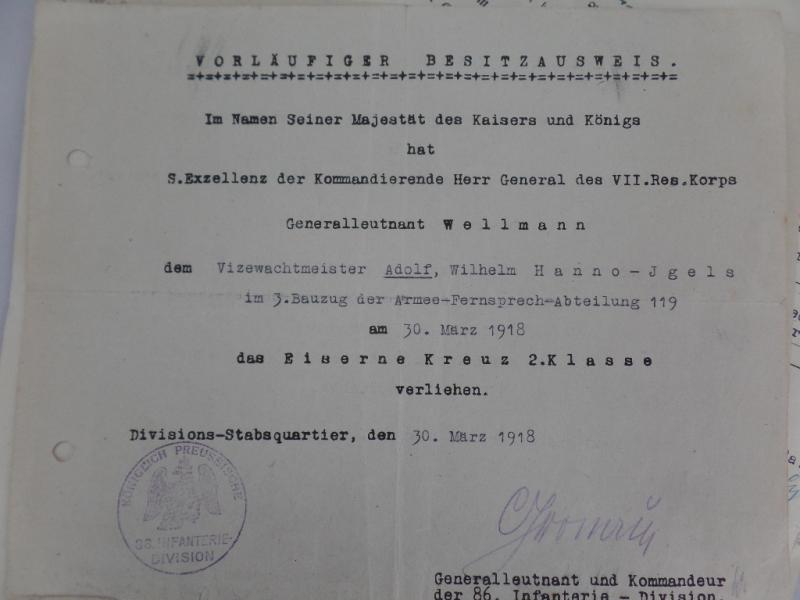 VORLÄUFIGER BESITZAUSWEIS.
=+=+=+=+=+=+=+=+=+=+=+=+=+=+=+=+=+=+=+=+=+=+=+=
Im Namen Seiner Majestät des Kaisers und Königs
hat
S.Exzellenz der Kommandierende Herr General des VII.Res.Korps
Generalleutnant Wellmann
dem Vizewachtmeister Adolf, Wilhelm Hanno-Jgels
im 3.Bauzug der Armee-Fernsprech-Abteilung 119
am 30. März 1918
das Eiserne Kreuz 2.Klasse
verliehen.
Divisions-Stabsquartier, den 30. März 1918
KÖNIGLICH PREUSSISCHE
86. INFANTERIE-
DIVISION
Generalleutnant und Kommandeur
der 86. Infanterie - Division.